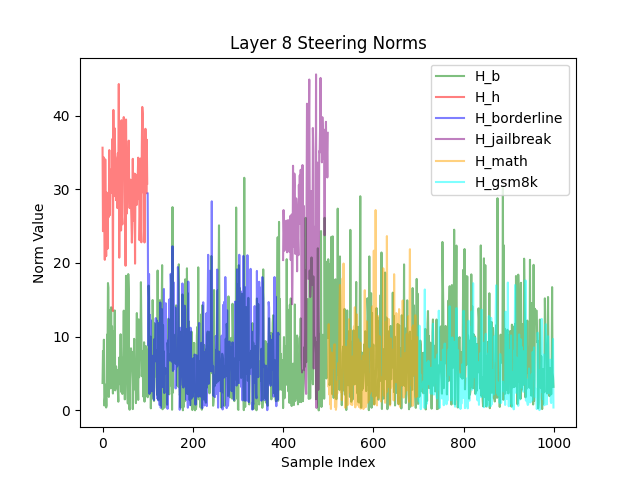 Layer 8 Steering Norms
H_b
H_h
H_borderline
H_jailbreak
H_math
H_gsm8k
40
30
20
10
0
Norm Value
0 200 400 600 800 1000
Sample Index